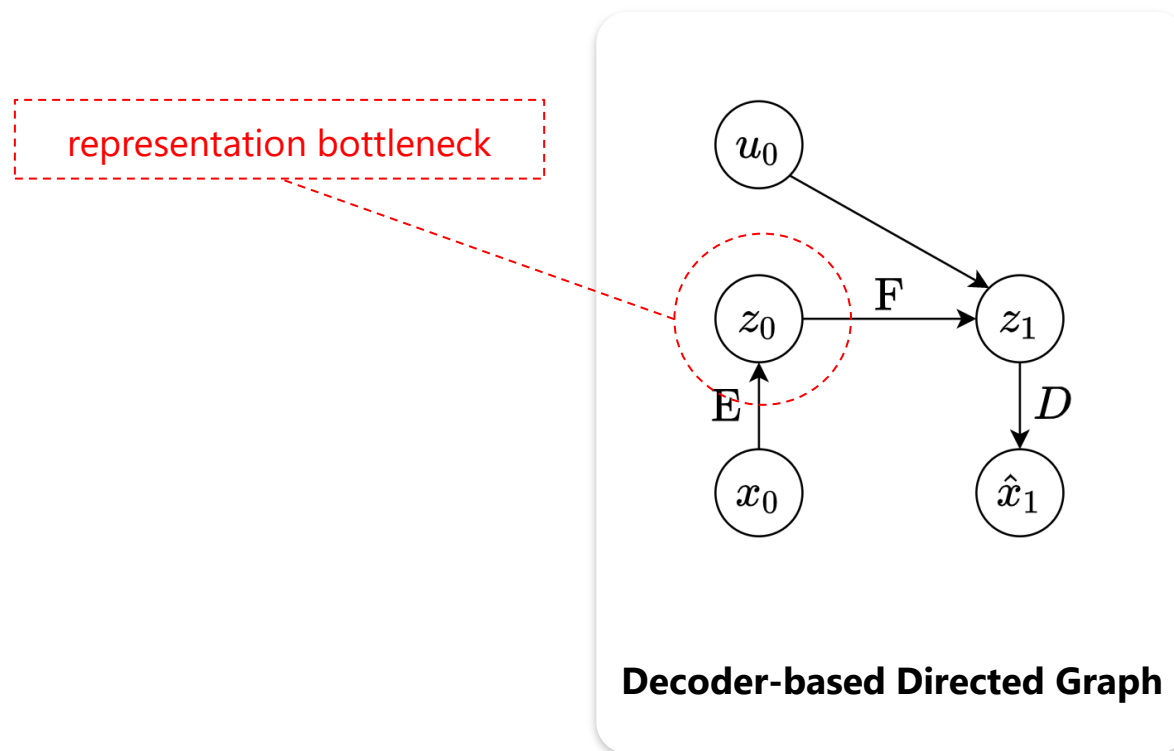 representation bottleneck
u₀
z₀
F
z₁
E
D
x₀
x̂₁
Decoder-based Directed Graph